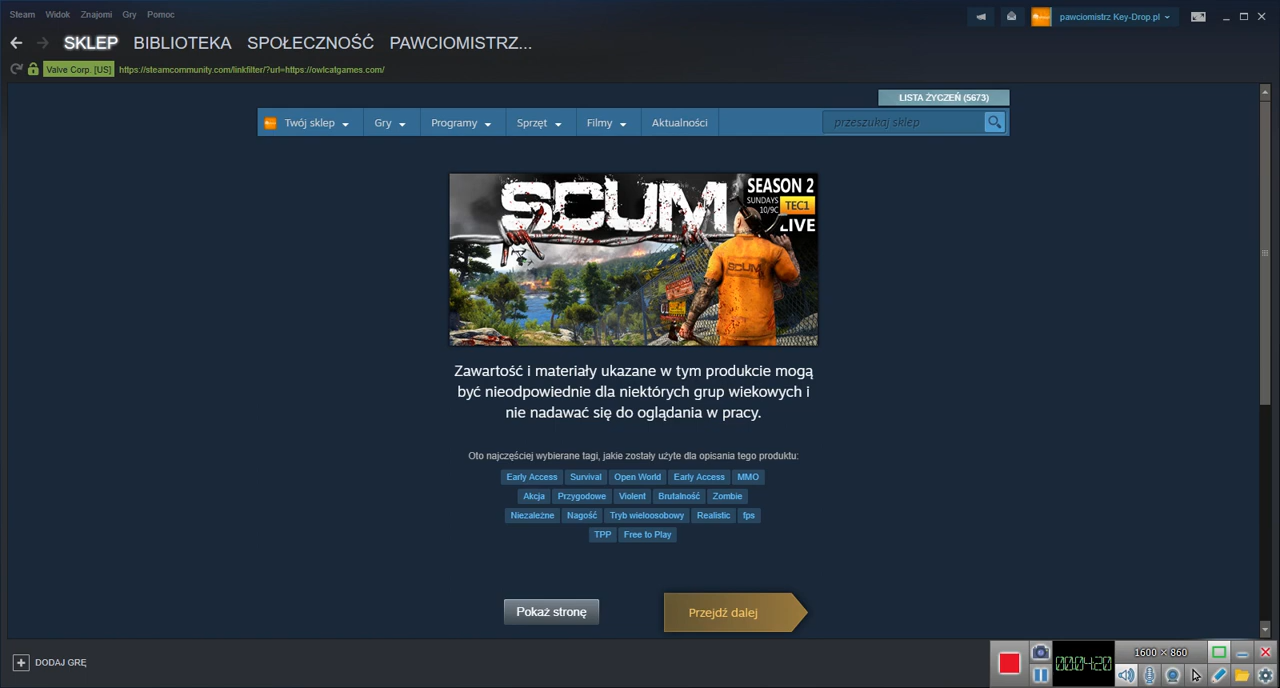 Steam Widok Znajomi Gry Pomoc
pawciomistrz Key-Drop.pl
SKLEP BIBLIOTEKA SPOŁECZNOŚĆ PAWCIOMISTRZ...
Valve Corp. [US] https://steamcommunity.com/linkfilter/?url=https://owlcatgames.com/
LISTA ŻYCZEŃ (5673)
Twój sklep Gry Programy Sprzęt Filmy Aktualności przeszukaj sklep
SCUM
SEASON 2
SUNDAYS
10/9C
TEC1
LIVE
SCUM
Zawartość i materiały ukazane w tym produkcie mogą
być nieodpowiednie dla niektórych grup wiekowych i
nie nadawać się do oglądania w pracy.
Oto najczęściej wybierane tagi, jakie zostały użyte dla opisania tego produktu:
Early Access Survival Open World Early Access MMO
Akcja Przygodowe Violent Brutalność Zombie
Niezależne Nagość Tryb wieloosobowy Realistic fps
TPP Free to Play
Pokaż stronę Przejdź dalej
DODAJ GRĘ
1600 × 860
000:04:20